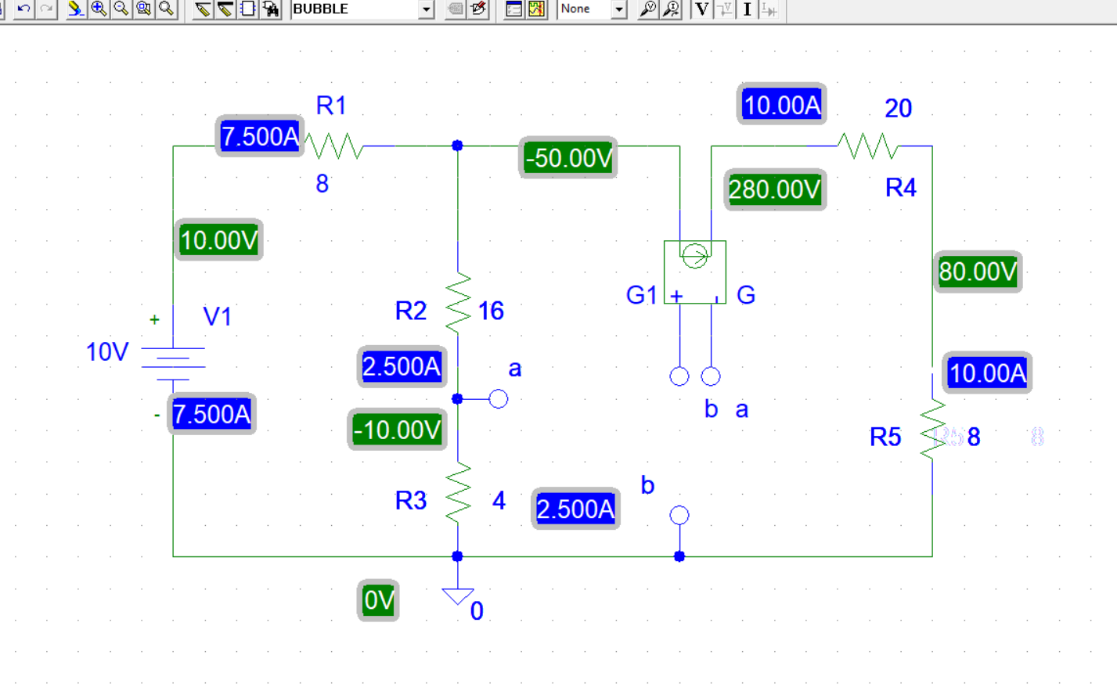 BUBBLE
None
V
I
R1
10.00A
20
7.500A
-50.00V
8
280.00V
R4
10.00V
80.00V
G1
+
-
G
+
V1
R2
16
10V
2.500A
a
10.00A
-
7.500A
b
a
-10.00V
R5
8
8
b
R3
4
2.500A
0V
0